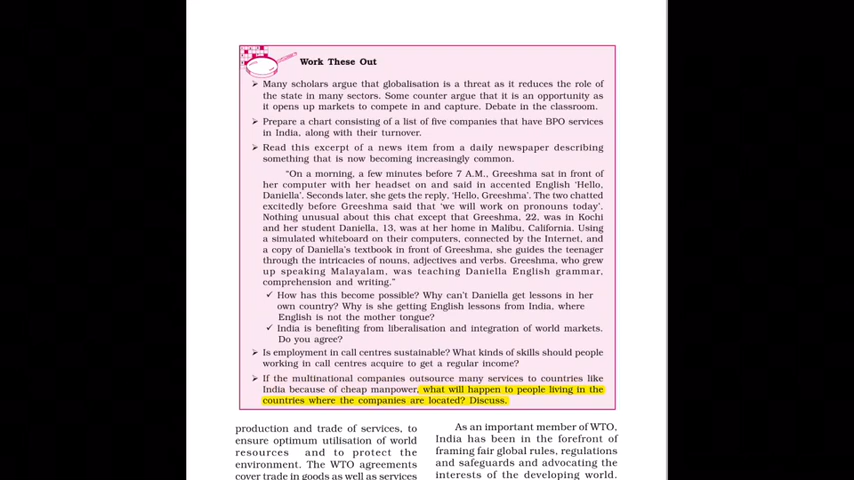 Work These Out
➢ Many scholars argue that globalisation is a threat as it reduces the role of
the state in many sectors. Some counter argue that it is an opportunity as
it opens up markets to compete in and capture. Debate in the classroom.
➢ Prepare a chart consisting of a list of five companies that have BPO services
in India, along with their turnover.
➢ Read this excerpt of a news item from a daily newspaper describing
something that is now becoming increasingly common.
“On a morning, a few minutes before 7 A.M., Greeshma sat in front of
her computer with her headset on and said in accented English ‘Hello,
Daniella’. Seconds later, she gets the reply, ‘Hello, Greeshma’. The two chatted
excitedly before Greeshma said that ‘we will work on pronouns today’.
Nothing unusual about this chat except that Greeshma, 22, was in Kochi
and her student Daniella, 13, was at her home in Malibu, California. Using
a simulated whiteboard on their computers, connected by the Internet, and
a copy of Daniella’s textbook in front of Greeshma, she guides the teenager
through the intricacies of nouns, adjectives and verbs. Greeshma, who grew
up speaking Malayalam, was teaching Daniella English grammar,
comprehension and writing.”
✓ How has this become possible? Why can’t Daniella get lessons in her
own country? Why is she getting English lessons from India, where
English is not the mother tongue?
✓ India is benefiting from liberalisation and integration of world markets.
Do you agree?
➢ Is employment in call centres sustainable? What kinds of skills should people
working in call centres acquire to get a regular income?
➢ If the multinational companies outsource many services to countries like
India because of cheap manpower, what will happen to people living in the
countries where the companies are located? Discuss.
production and trade of services, to
ensure optimum utilisation of world
resources and to protect the
environment. The WTO agreements
cover trade in goods as well as services
As an important member of WTO,
India has been in the forefront of
framing fair global rules, regulations
and safeguards and advocating the
interests of the developing world.